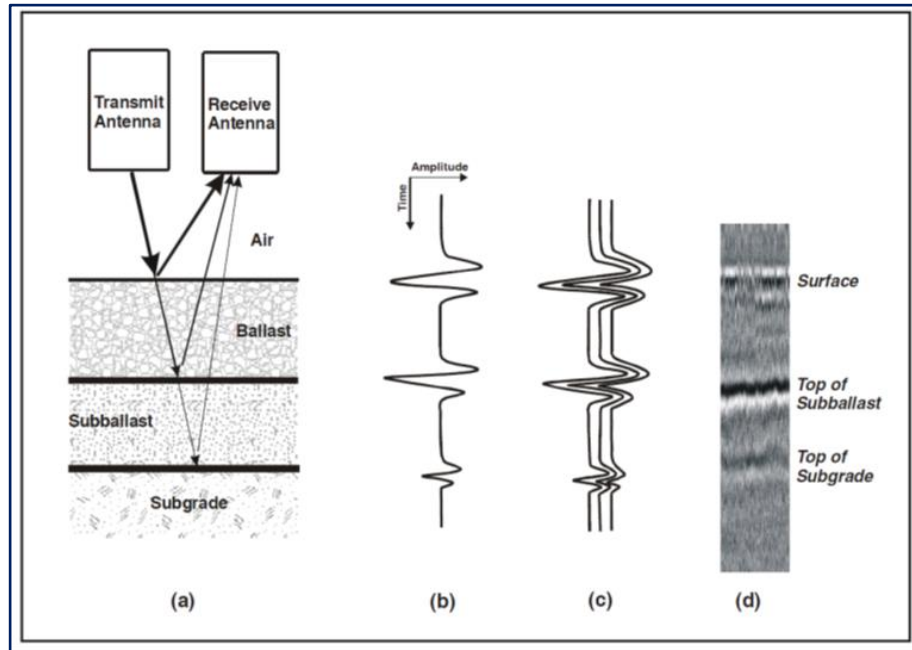 Transmit
Antenna
Receive
Antenna
Air
Ballast
Subballast
Subgrade
(a)
Amplitude
Time
(b)
(c)
Surface
Top of
Subballast
Top of
Subgrade
(d)